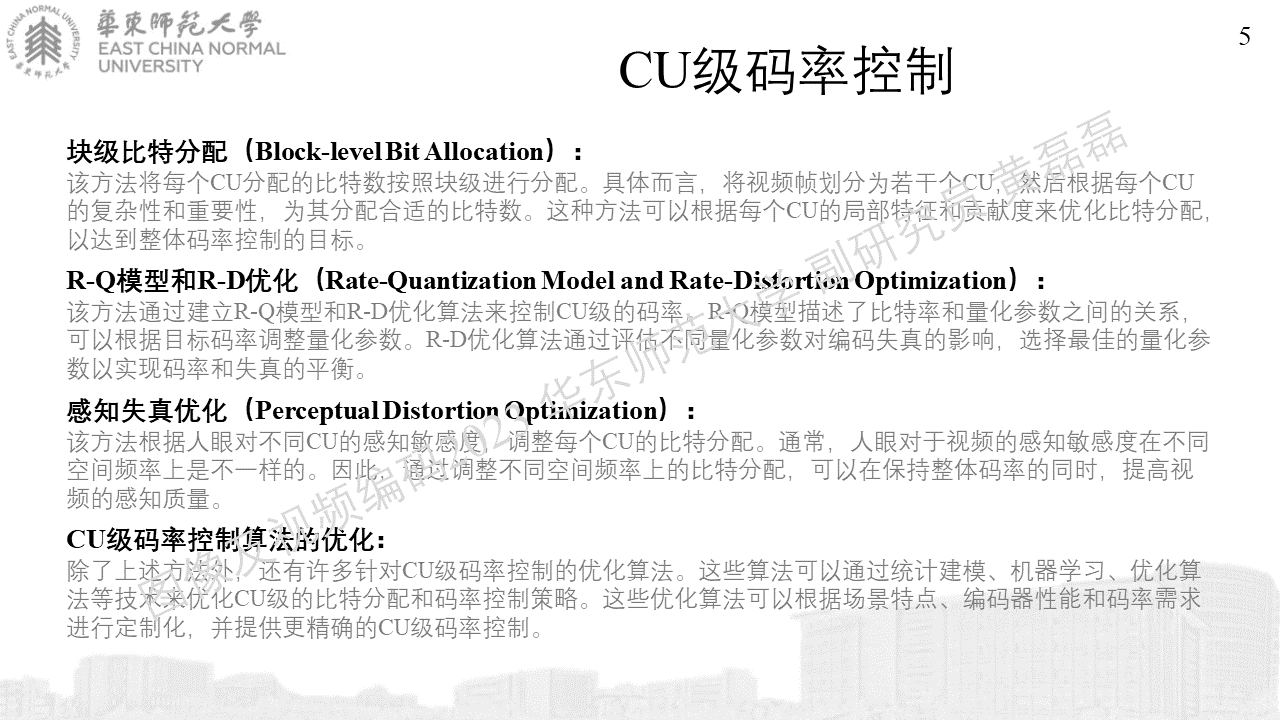 華東師範大學
EAST CHINA NORMAL
UNIVERSITY
EAST CHINA NORMAL UNIVERSITY
華東師範大學
5
CU级码率控制
块级比特分配（Block-level Bit Allocation）：
该方法将每个CU分配的比特数按照块级进行分配。具体而言，将视频帧划分为若干个CU，然后根据每个CU
的复杂性和重要性，为其分配合适的比特数。这种方法可以根据每个CU的局部特征和贡献度来优化比特分配，
以达到整体码率控制的目标。
R-Q模型和R-D优化（Rate-Quantization Model and Rate-Distortion Optimization）：
该方法通过建立R-Q模型和R-D优化算法来控制CU级的码率。R-Q模型描述了比特率和量化参数之间的关系，
可以根据目标码率调整量化参数。R-D优化算法通过评估不同量化参数对编码失真的影响，选择最佳的量化参
数以实现码率和失真的平衡。
感知失真优化（Perceptual Distortion Optimization）：
该方法根据人眼对不同CU的感知敏感度，调整每个CU的比特分配。通常，人眼对于视频的感知敏感度在不同
空间频率上是不一样的。因此，通过调整不同空间频率上的比特分配，可以在保持整体码率的同时，提高视
频的感知质量。
CU级码率控制算法的优化：
除了上述方法外，还有许多针对CU级码率控制的优化算法。这些算法可以通过统计建模、机器学习、优化算
法等技术来优化CU级的比特分配和码率控制策略。这些优化算法可以根据场景特点、编码器性能和码率需求
进行定制化，并提供更精确的CU级码率控制。
图像及视频编码2023 华东师范大学 副研究员 黄磊磊